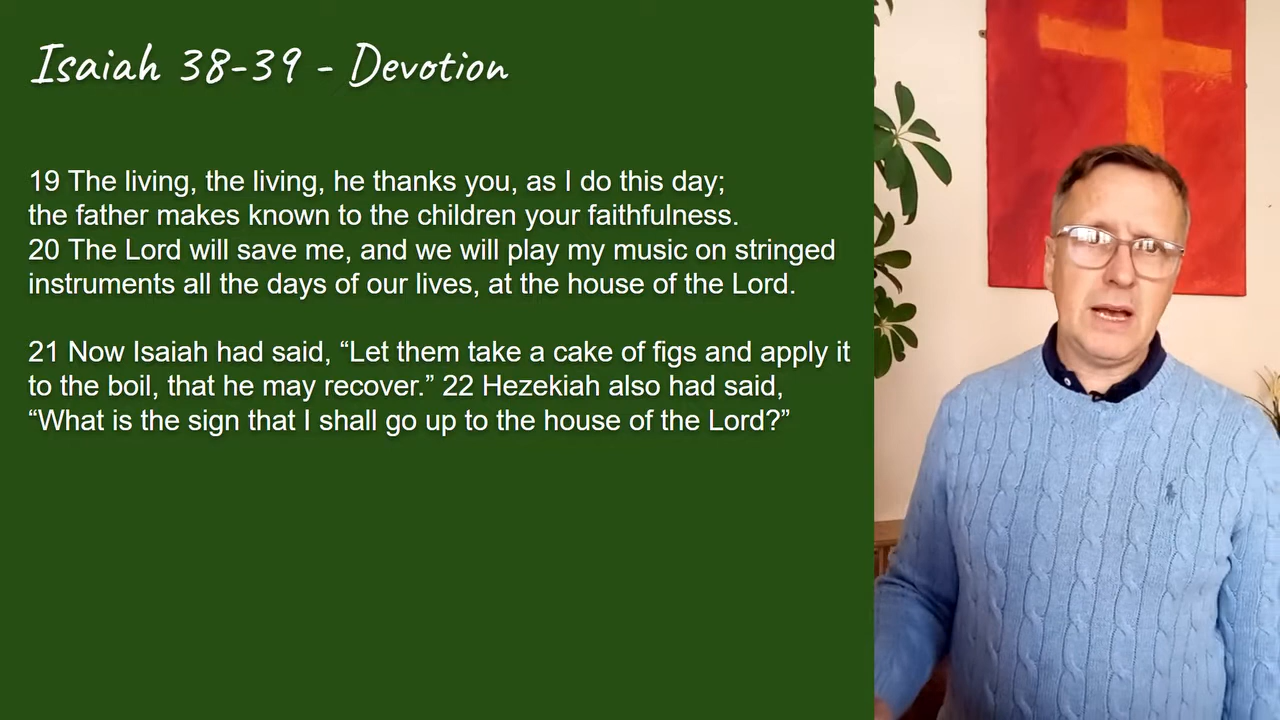 Isaiah 38-39 - Devotion
19 The living, the living, he thanks you, as I do this day;
the father makes known to the children your faithfulness.
20 The Lord will save me, and we will play my music on stringed
instruments all the days of our lives, at the house of the Lord.
21 Now Isaiah had said, “Let them take a cake of figs and apply it
to the boil, that he may recover.” 22 Hezekiah also had said,
“What is the sign that I shall go up to the house of the Lord?”